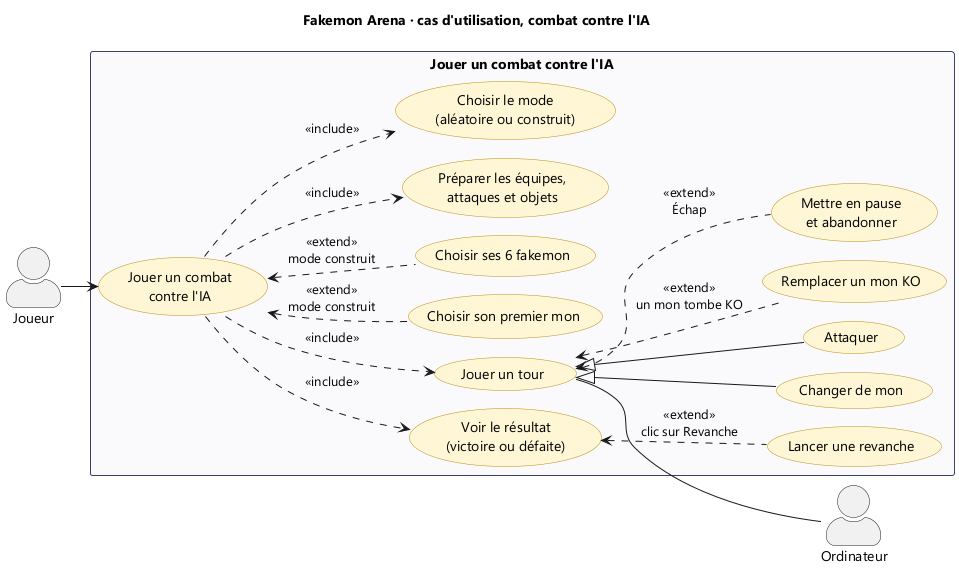 Fakemon Arena · cas d'utilisation, combat contre l'IA
Jouer un combat contre l'IA
Choisir le mode
(aléatoire ou construit)
«include»
Préparer les équipes,
attaques et objets
«include»
«extend»
Échap
Mettre en pause
et abandonner
«extend»
mode construit
Choisir ses 6 fakemon
Jouer un combat
contre l'IA
Joueur
«extend»
un mon tombe KO
Remplacer un mon KO
«extend»
mode construit
Choisir son premier mon
Attaquer
«include»
Jouer un tour
Changer de mon
«include»
Voir le résultat
(victoire ou défaite)
«extend»
clic sur Revanche
Lancer une revanche
Ordinateur